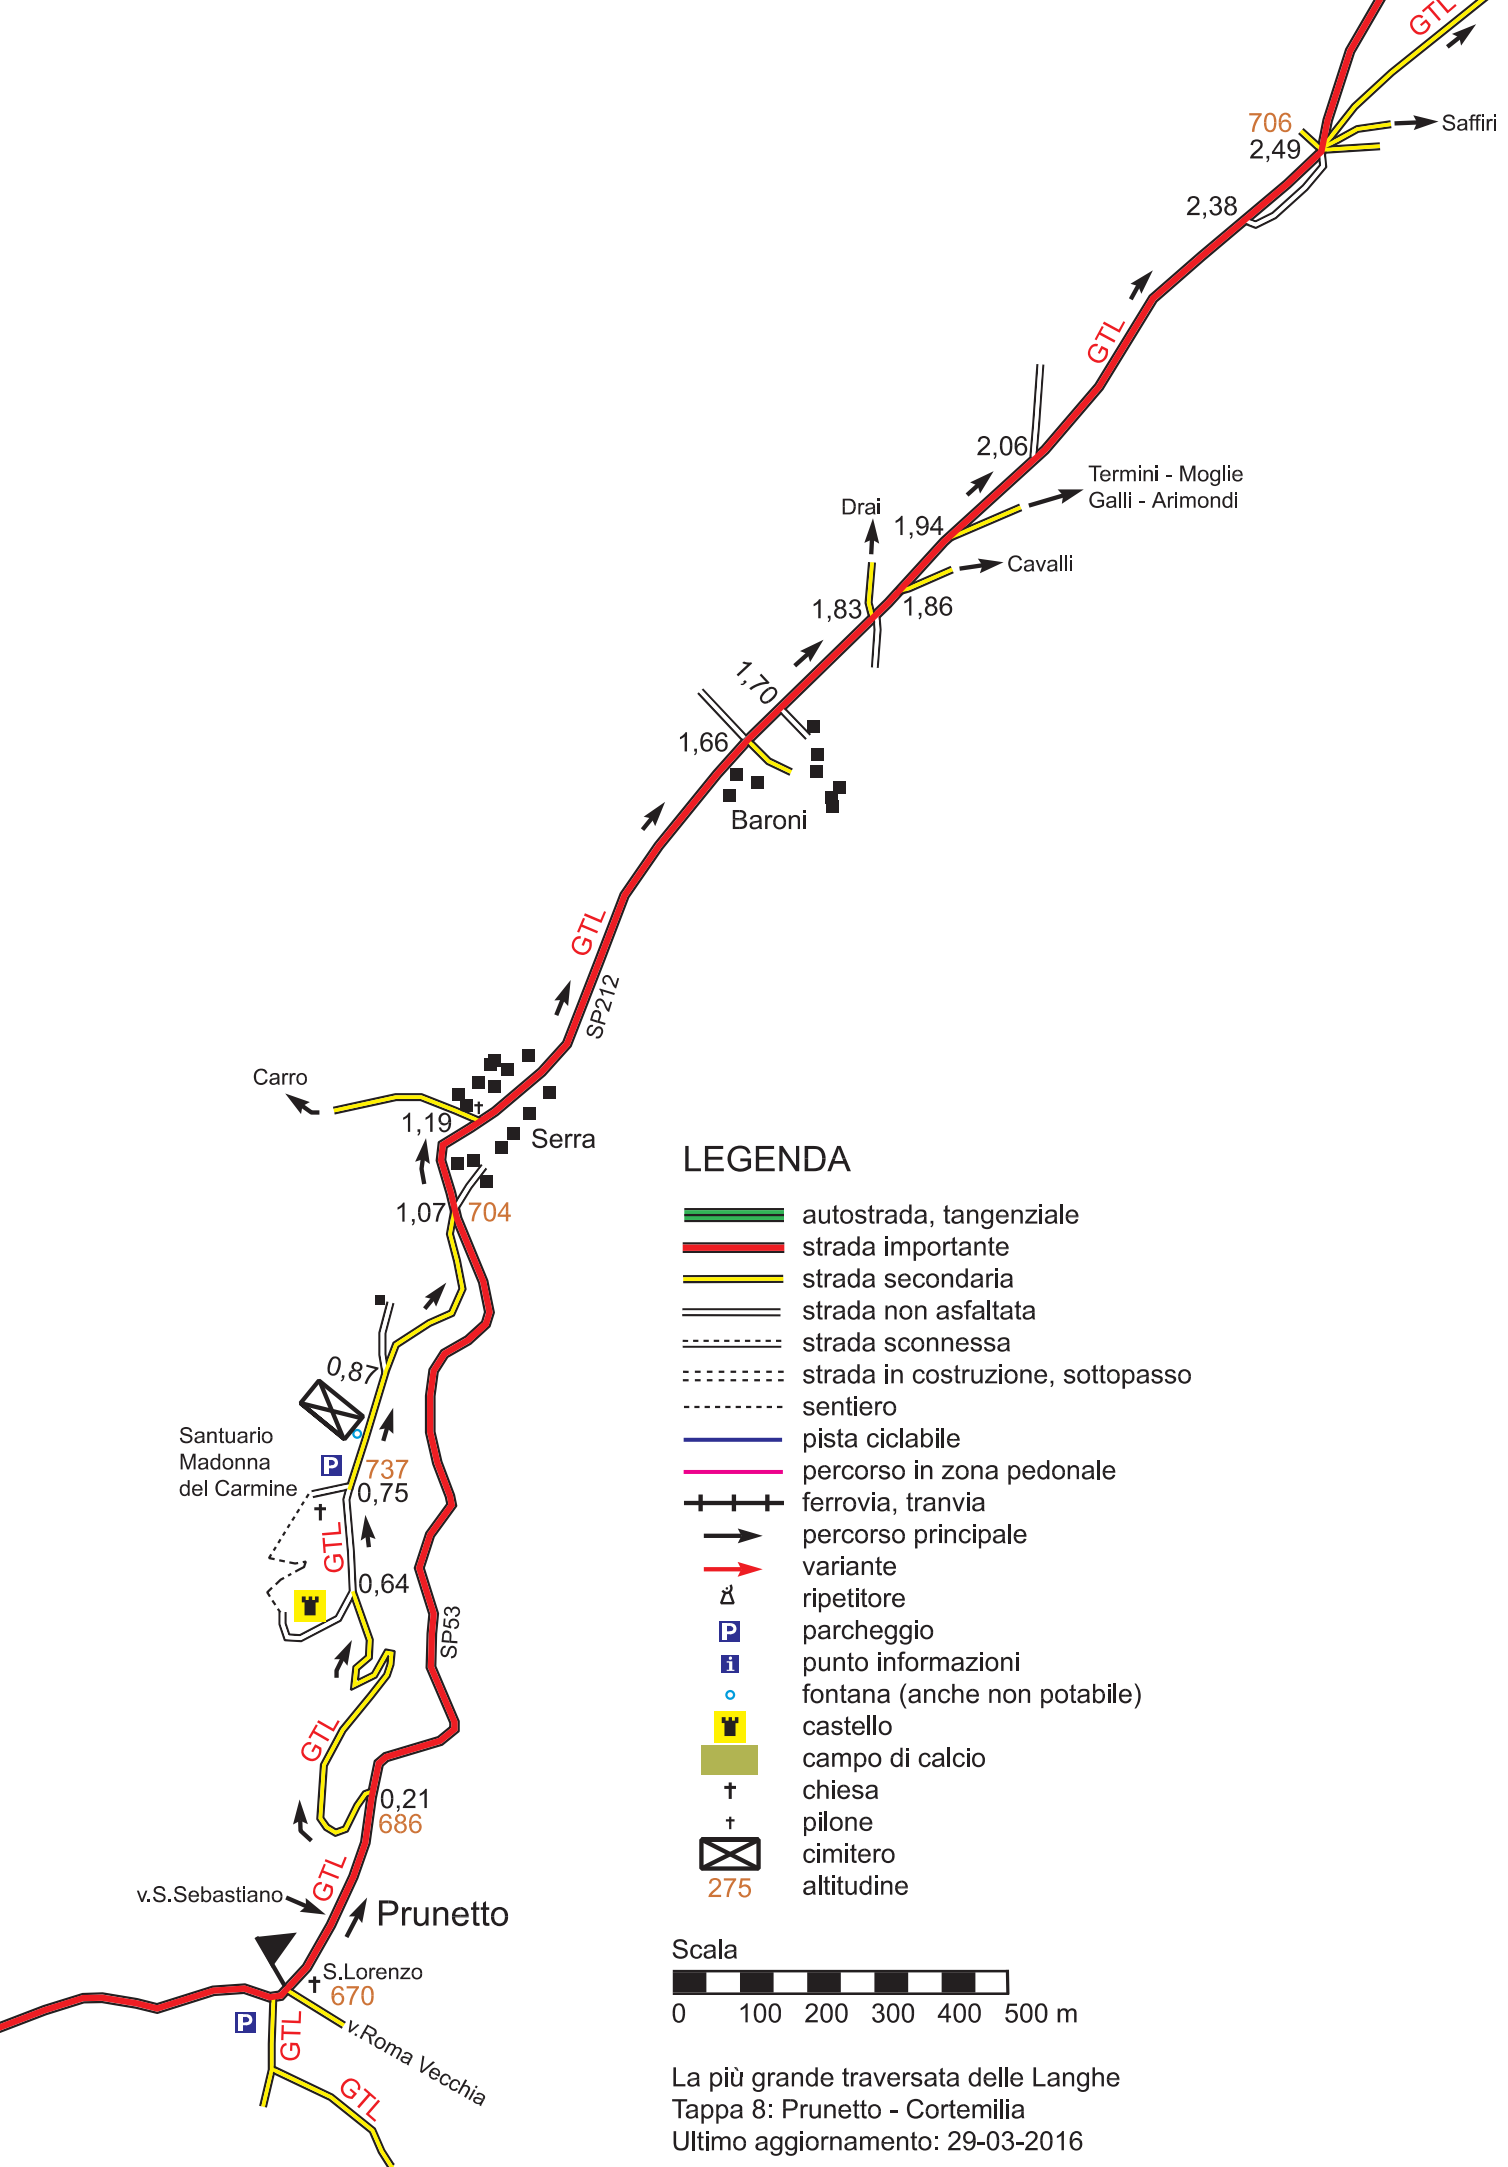 GTL
706
Saffiri
2,49
2,38
GTL
2,06
Termini - Moglie
Galli - Arimondi
Drai
1,94
Cavalli
1,83
1,86
1,70
1,66
Baroni
GTL
SP212
Carro
1,19
Serra
1,07
704
0,87
Santuario
Madonna
del Carmine
P
737
0,75
GTL
0,64
SP53
GTL
0,21
686
GTL
v.S.Sebastiano
Prunetto
S.Lorenzo
670
P
GTL
v.Roma Vecchia
GTL
LEGENDA
autostrada, tangenziale
strada importante
strada secondaria
strada non asfaltata
strada sconnessa
strada in costruzione, sottopasso
sentiero
pista ciclabile
percorso in zona pedonale
ferrovia, tranvia
percorso principale
variante
ripetitore
P parcheggio
i punto informazioni
fontana (anche non potabile)
castello
campo di calcio
chiesa
pilone
cimitero
275 altitudine
Scala
0 100 200 300 400 500 m
La più grande traversata delle Langhe
Tappa 8: Prunetto - Cortemilia
Ultimo aggiornamento: 29-03-2016